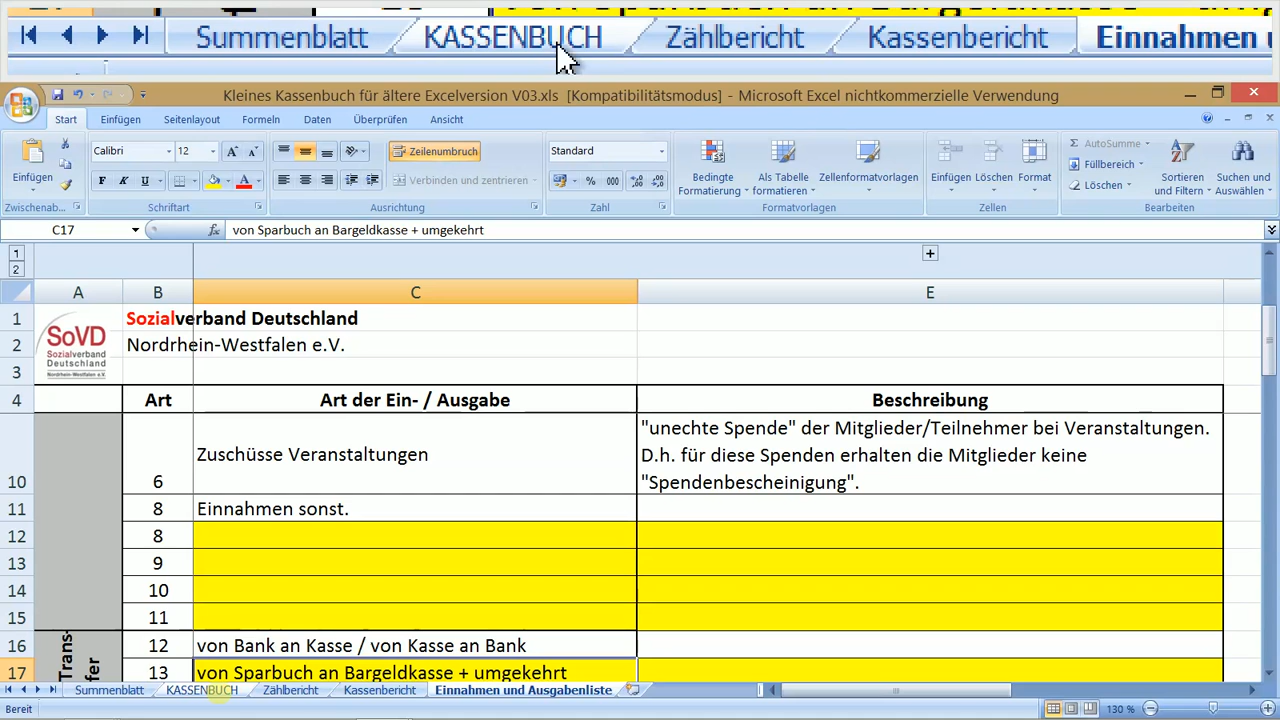 Summenblatt KASSENBUCH Zählbericht Kassenbericht Einnahmen u
Kleines Kassenbuch für ältere Excelversion V03.xls [Kompatibilitätsmodus] - Microsoft Excel nichtkommerzielle Verwendung
Start Einfügen Seitenlayout Formeln Daten Überprüfen Ansicht
Calibri 12 Zeilenumbruch Standard AutoSumme
Füllbereich
Einfügen F K U Verbinden und zentrieren % 000 Bedingte Formatierung Als Tabelle formatieren Zellenformatvorlagen Einfügen Löschen Format Löschen Sortieren und Filtern Suchen und Auswählen
Zwischenab... Schriftart Ausrichtung Zahl Formatvorlagen Zellen Bearbeiten
C17 fx von Sparbuch an Bargeldkasse + umgekehrt
1
2
A B C E
1 Sozialverband Deutschland
2 Nordrhein-Westfalen e.V.
3
SoVD
Sozialverband
Deutschland
Nordrhein-Westfalen e.V.
4 Art Art der Ein- / Ausgabe Beschreibung
"unechte Spende" der Mitglieder/Teilnehmer bei Veranstaltungen.
Zuschüsse Veranstaltungen D.h. für diese Spenden erhalten die Mitglieder keine
10 6 "Spendenbescheinigung".
11 8 Einnahmen sonst.
12 8
13 9
14 10
15 11
16 12 von Bank an Kasse / von Kasse an Bank
17 13 von Sparbuch an Bargeldkasse + umgekehrt
Trans-
fer
Summenblatt KASSENBUCH Zählbericht Kassenbericht Einnahmen und Ausgabenliste
Bereit 130 %